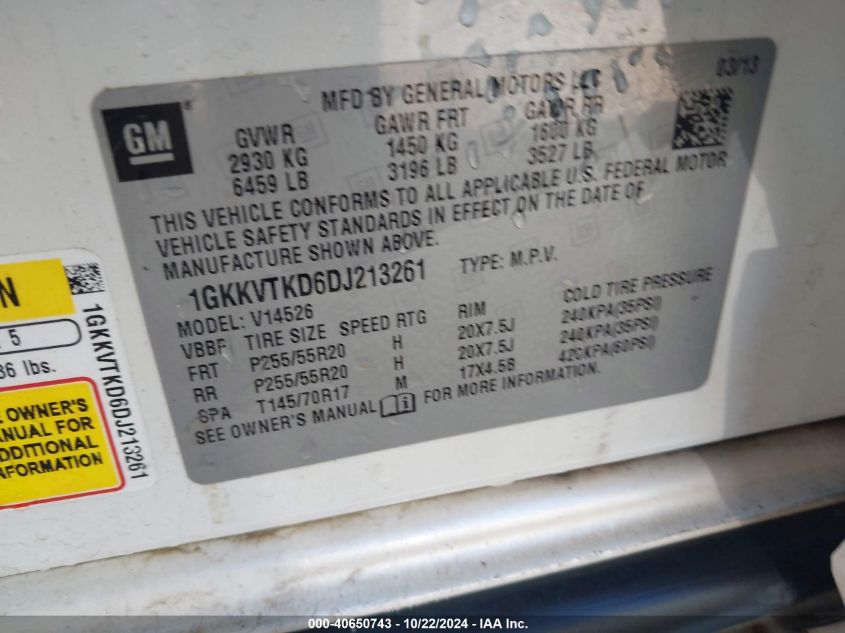 03/13
MFD BY GENERAL MOTORS LLC
GM
GVWR GAWR FRT GAWR RR
2930 KG 1450 KG 1600 KG
6459 LB 3196 LB 3527 LB
THIS VEHICLE CONFORMS TO ALL APPLICABLE U.S. FEDERAL MOTOR
VEHICLE SAFETY STANDARDS IN EFFECT ON THE DATE OF
MANUFACTURE SHOWN ABOVE.
1GKKVTKD6DJ213261 TYPE: M.P.V.
MODEL: V14526
VBBF TIRE SIZE SPEED RTG RIM COLD TIRE PRESSURE
FRT P255/55R20 H 20X7.5J 240KPA(35PSI)
RR P255/55R20 H 20X7.5J 240KPA(35PSI)
SPA T145/70R17 M 17X4.5B 420KPA(60PSI)
SEE OWNER'S MANUAL FOR MORE INFORMATION.
N
5
36 lbs.
OWNER'S
ANUAL FOR
DDITIONAL
NFORMATION
1GKKVTKD6DJ213261
000-40650743 - 10/22/2024 - IAA Inc.